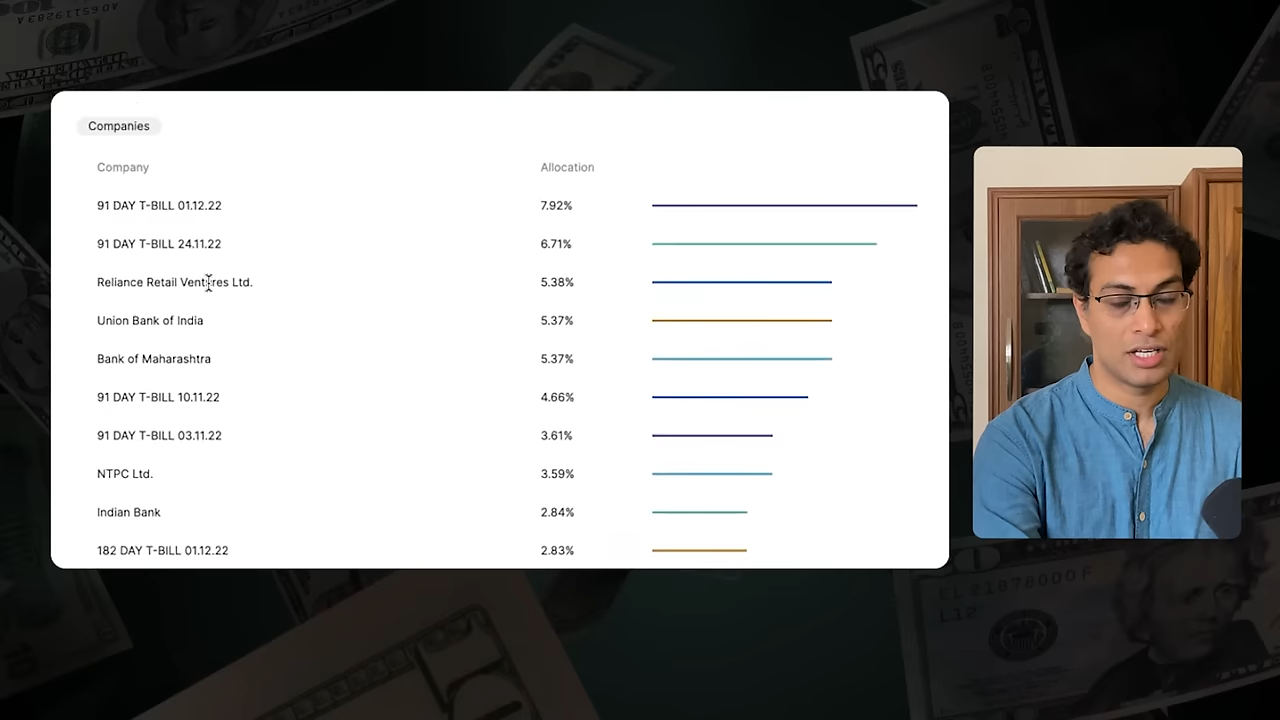 Companies
Company Allocation
91 DAY T-BILL 01.12.22 7.92%
91 DAY T-BILL 24.11.22 6.71%
Reliance Retail Ventures Ltd. 5.38%
Union Bank of India 5.37%
Bank of Maharashtra 5.37%
91 DAY T-BILL 10.11.22 4.66%
91 DAY T-BILL 03.11.22 3.61%
NTPC Ltd. 3.59%
Indian Bank 2.84%
182 DAY T-BILL 01.12.22 2.83%
L12